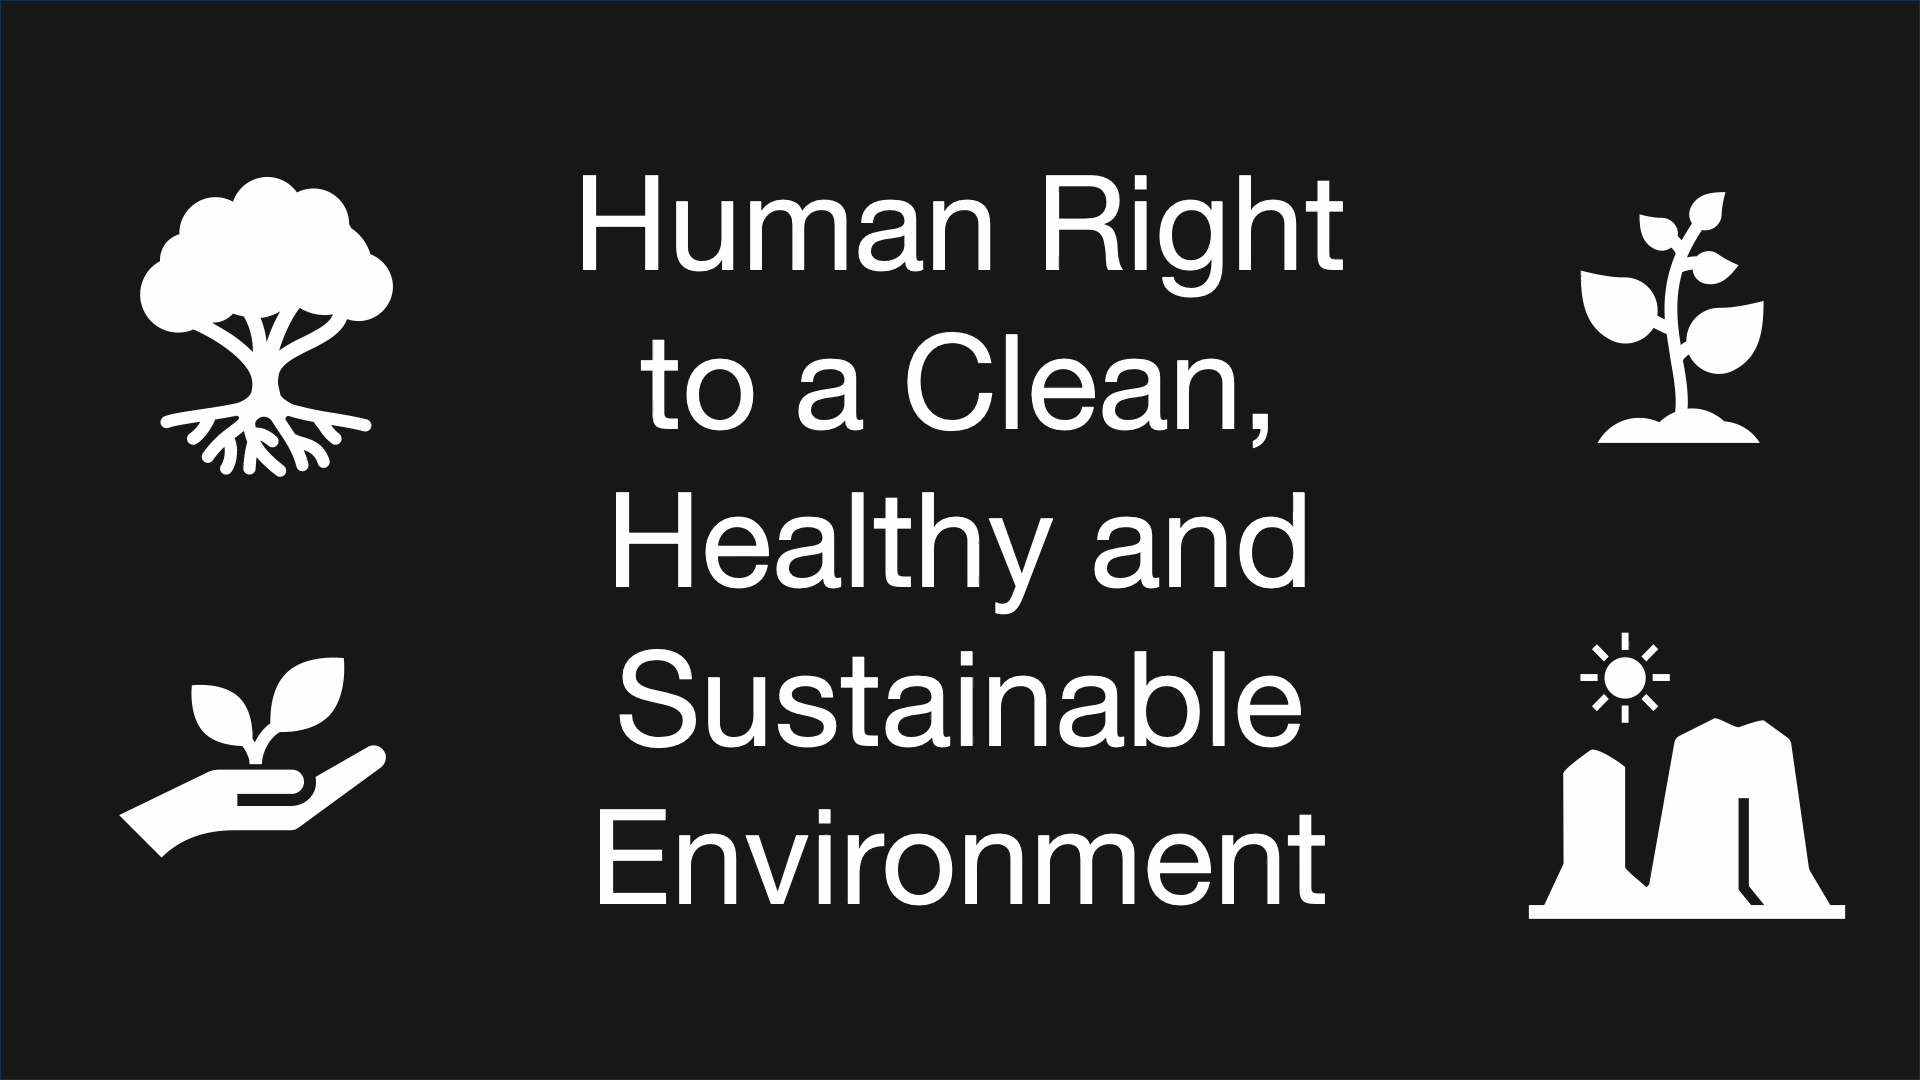 Human Right
to a Clean,
Healthy and
Sustainable
Environment